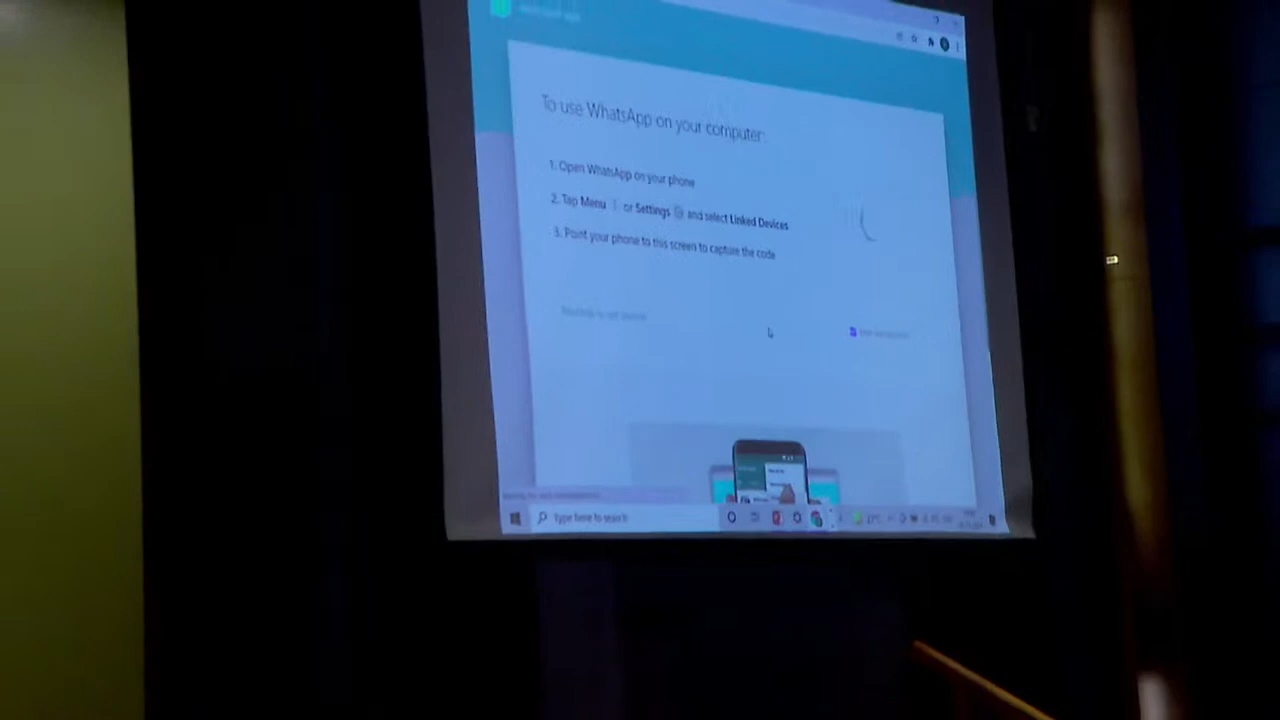 To use WhatsApp on your computer:
1. Open WhatsApp on your phone
2. Tap Menu or Settings and select Linked Devices
3. Point your phone to this screen to capture the code
Type here to search